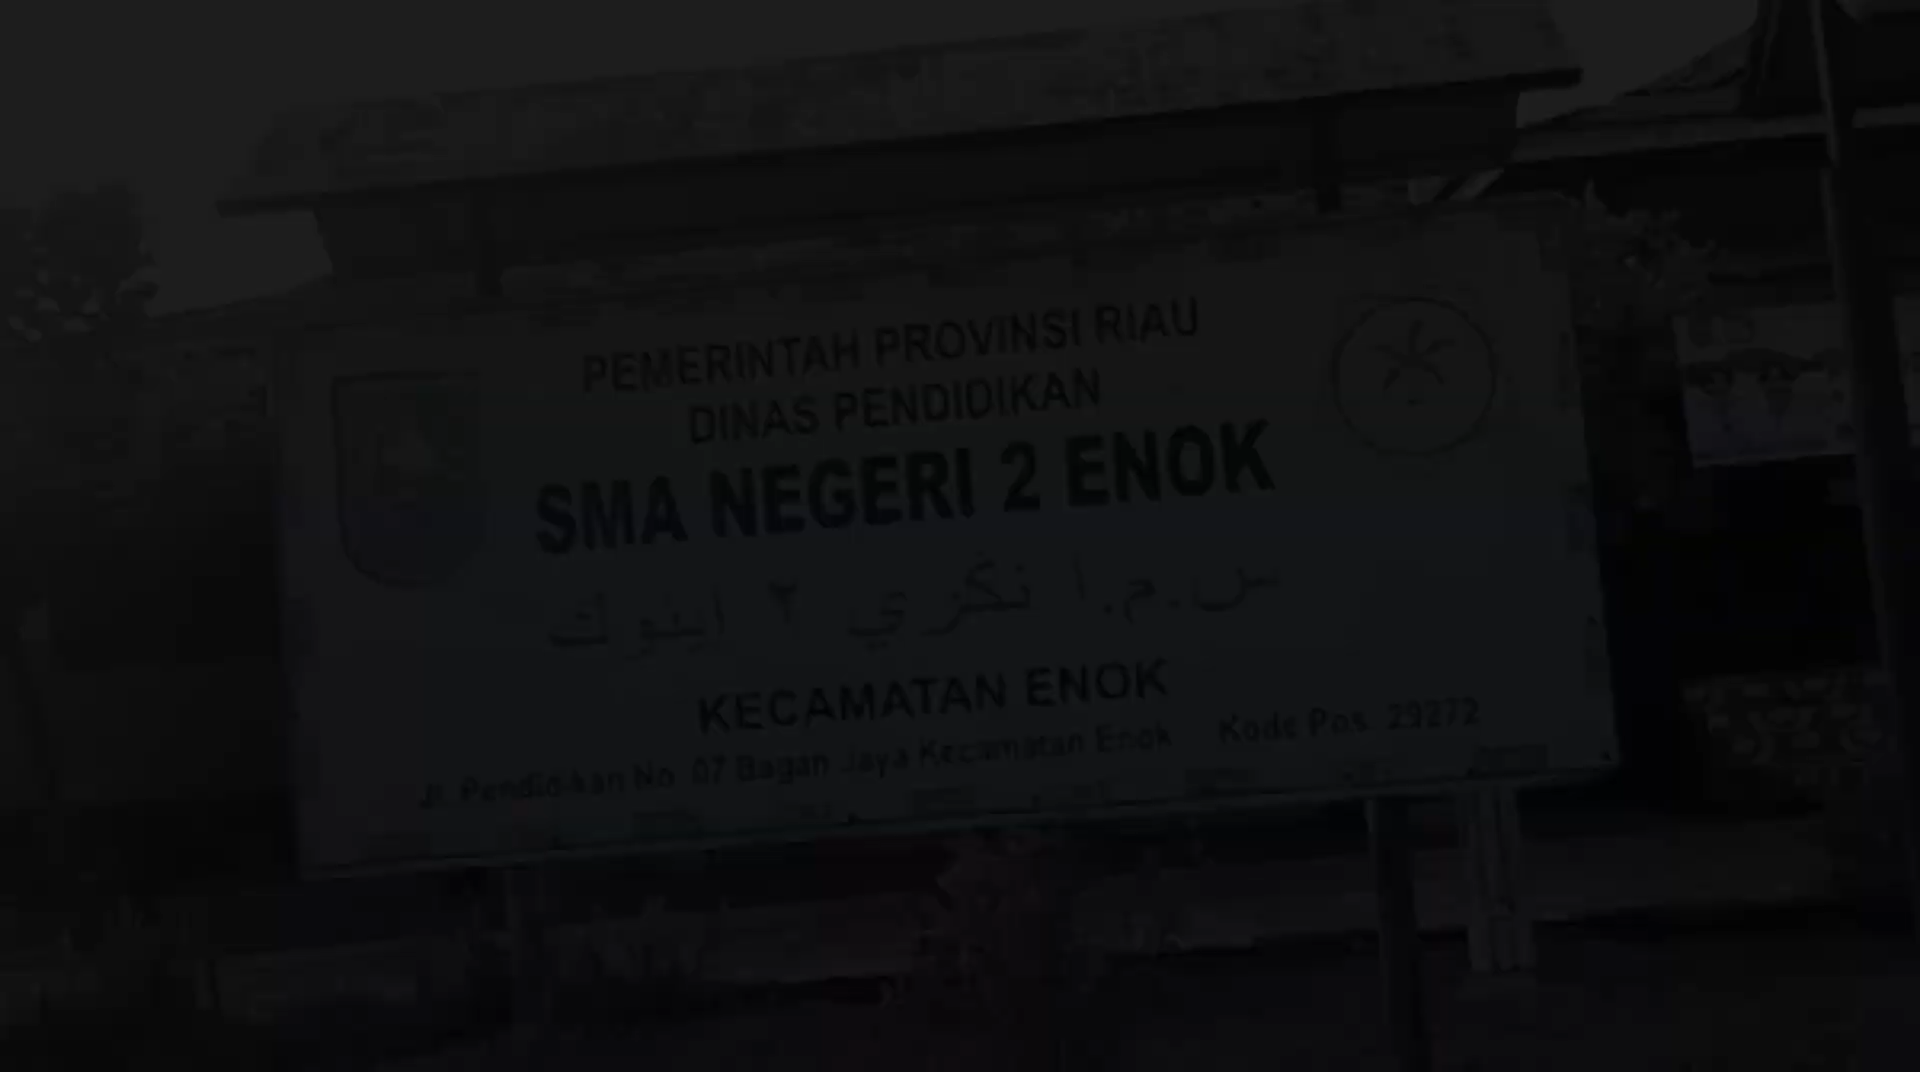 PEMERINTAH PROVINSI RIAU
DINAS PENDIDIKAN
SMA NEGERI 2 ENOK
س.م.ا نݢري ٢ اينوك
KECAMATAN ENOK
Jl. Pendidikan No. 07 Bagan Jaya Kecamatan Enok Kode Pos. 29272